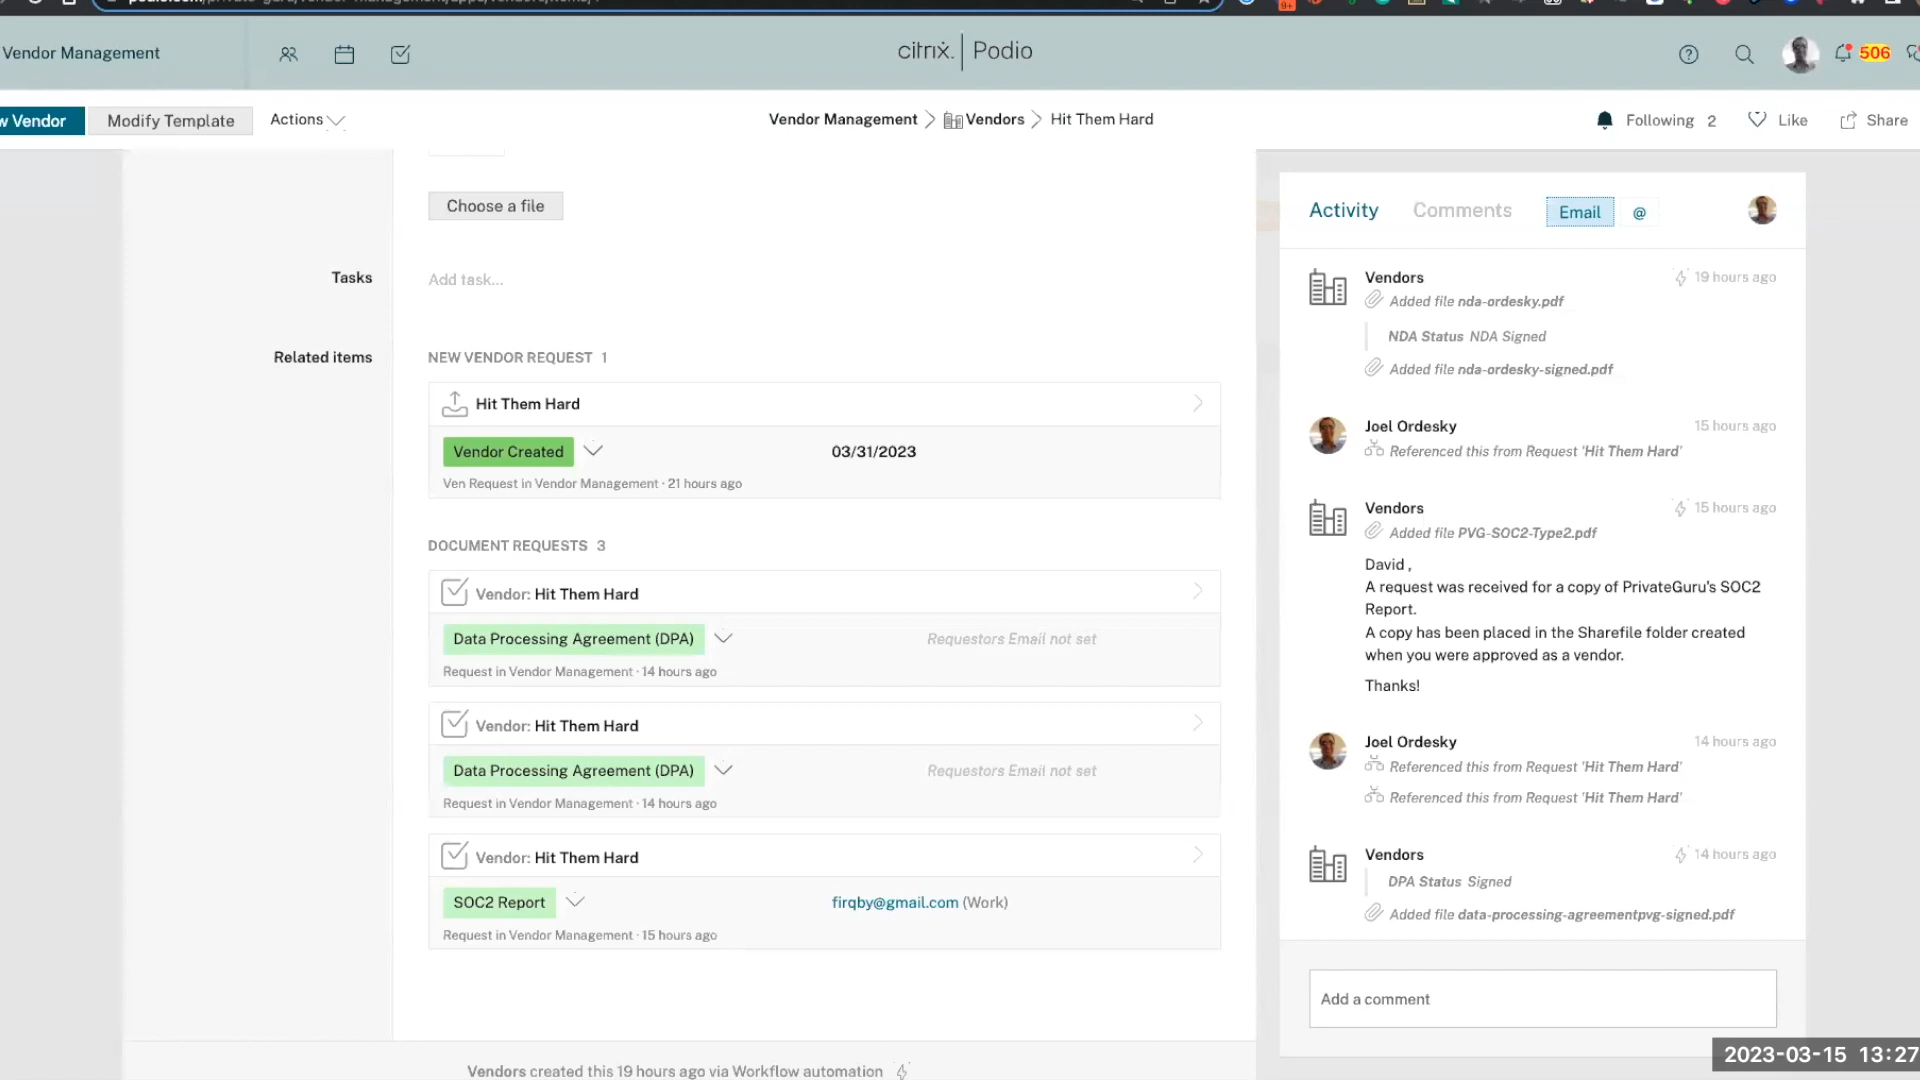 9+
Vendor Management
citrix. | Podio
506
w Vendor
Modify Template
Actions
Vendor Management > Vendors > Hit Them Hard
Following 2
Like
Share
Choose a file
Tasks
Add task...
Related items
NEW VENDOR REQUEST 1
Hit Them Hard
Vendor Created
03/31/2023
Ven Request in Vendor Management · 21 hours ago
DOCUMENT REQUESTS 3
Vendor: Hit Them Hard
Data Processing Agreement (DPA)
Requestors Email not set
Request in Vendor Management · 14 hours ago
Vendor: Hit Them Hard
Data Processing Agreement (DPA)
Requestors Email not set
Request in Vendor Management · 14 hours ago
Vendor: Hit Them Hard
SOC2 Report
firqby@gmail.com (Work)
Request in Vendor Management · 15 hours ago
Vendors created this 19 hours ago via Workflow automation
Activity
Comments
Email
@
Vendors
19 hours ago
Added file nda-ordesky.pdf
NDA Status NDA Signed
Added file nda-ordesky-signed.pdf
Joel Ordesky
15 hours ago
Referenced this from Request 'Hit Them Hard'
Vendors
15 hours ago
Added file PVG-SOC2-Type2.pdf
David ,
A request was received for a copy of PrivateGuru's SOC2
Report.
A copy has been placed in the Sharefile folder created
when you were approved as a vendor.
Thanks!
Joel Ordesky
14 hours ago
Referenced this from Request 'Hit Them Hard'
Referenced this from Request 'Hit Them Hard'
Vendors
14 hours ago
DPA Status Signed
Added file data-processing-agreementpvg-signed.pdf
Add a comment
2023-03-15 13:27